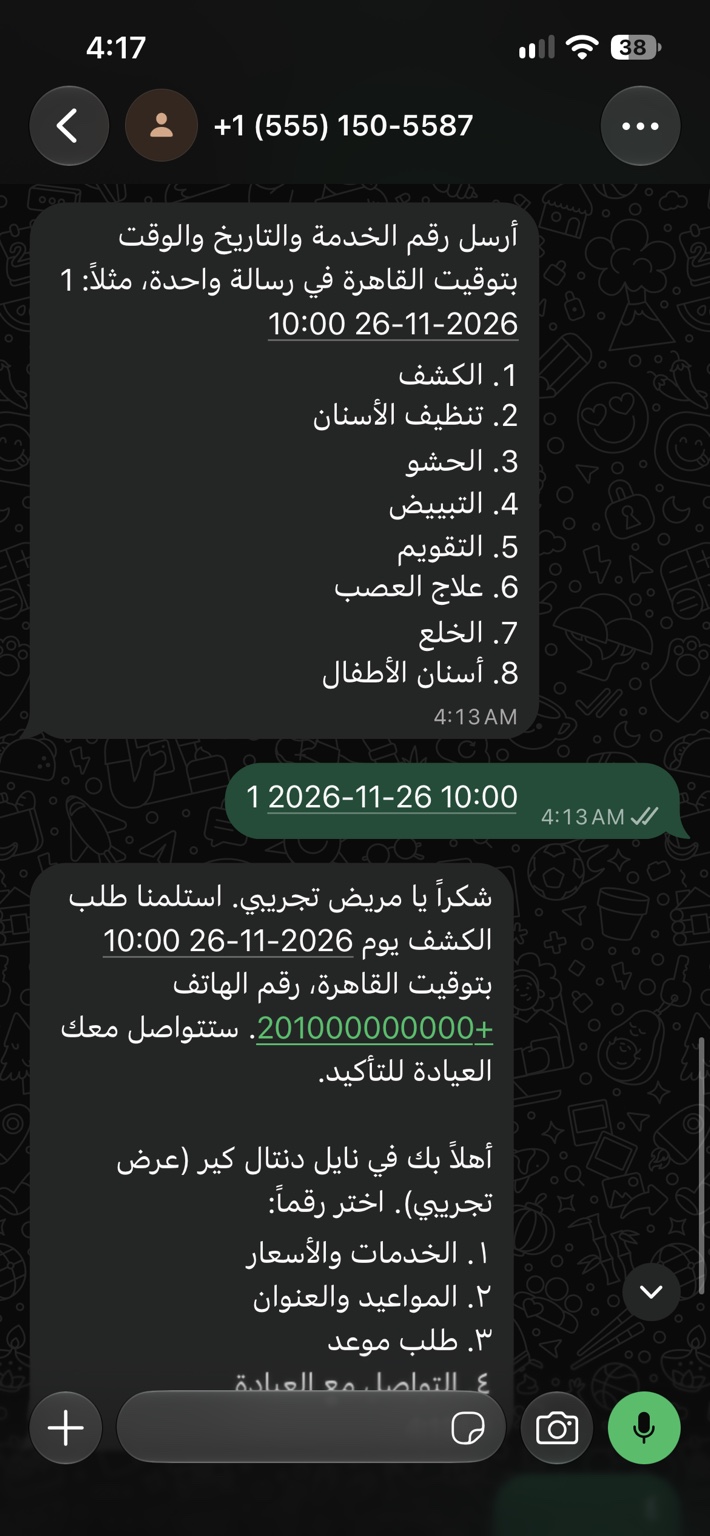 4:17
38
+1 (555) 150-5587
أرسل رقم الخدمة والتاريخ والوقت
بتوقيت القاهرة في رسالة واحدة، مثلاً: 1
10:00 26-11-2026
1. الكشف
2. تنظيف الأسنان
3. الحشو
4. التبييض
5. التقويم
6. علاج العصب
7. الخلع
8. أسنان الأطفال
4:13 AM
1 2026-11-26 10:00
4:13 AM
شكراً يا مريض تجريبي. استلمنا طلب
الكشف يوم 10:00 26-11-2026
بتوقيت القاهرة، رقم الهاتف
+201000000000. ستتواصل معك
العيادة للتأكيد.
أهلاً بك في نايل دنتال كير (عرض
تجريبي). اختر رقماً:
١. الخدمات والأسعار
٢. المواعيد والعنوان
٣. طلب موعد
٤. التواصل مع العيادة